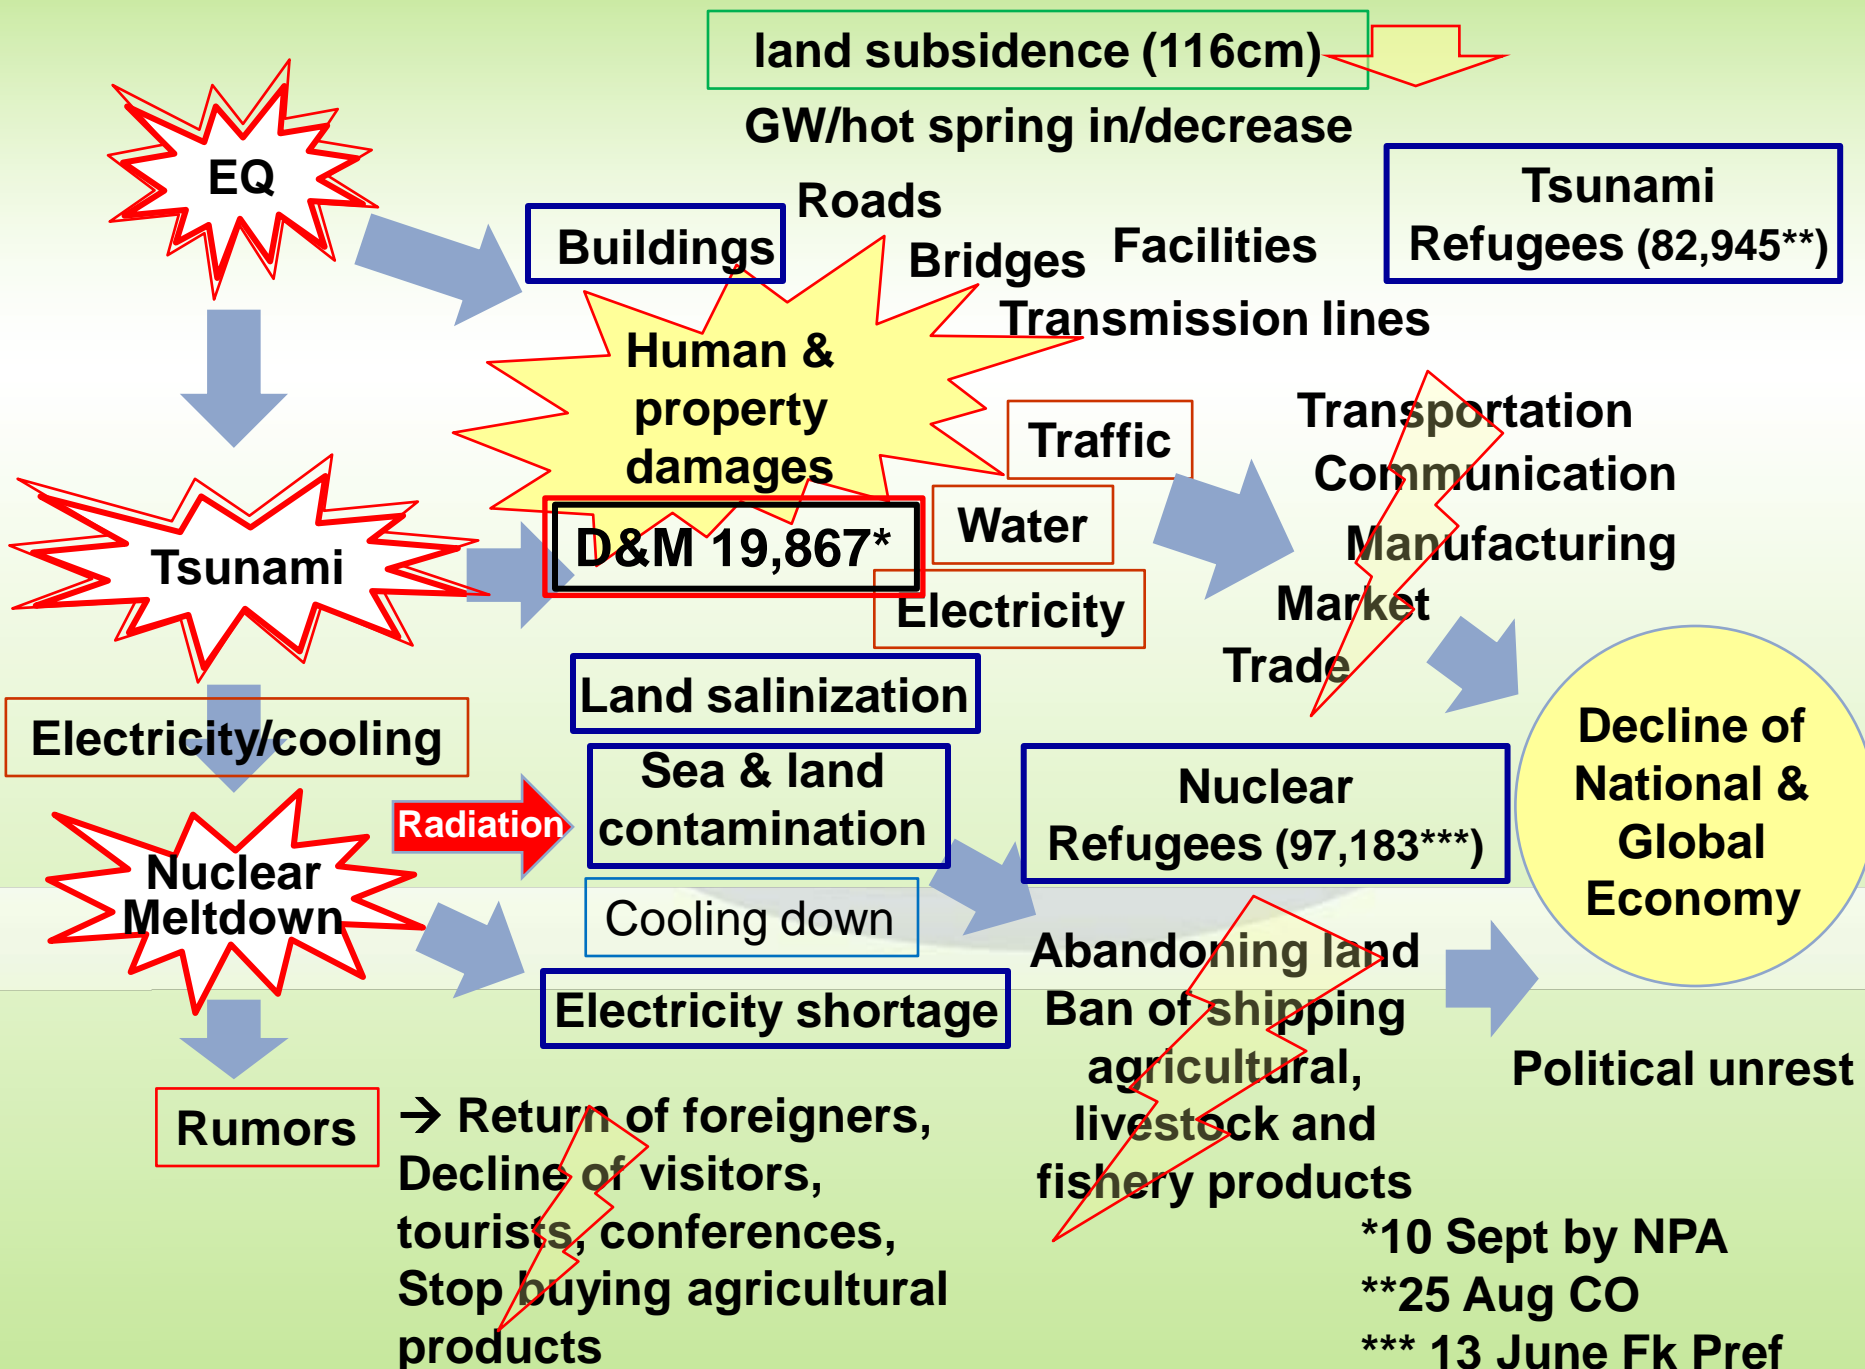 land subsidence (116cm)
GW/hot spring in/decrease
EQ
Tsunami
Refugees (82,945**)
Roads
Buildings
Bridges
Facilities
Transmission lines
Human &
property
damages
Transportation
Traffic
Communication
D&M 19,867*
Water
Manufacturing
Tsunami
Electricity
Market
Trade
Land salinization
Electricity/cooling
Decline of
National &
Global
Economy
Sea & land
contamination
Nuclear
Refugees (97,183***)
Radiation
Nuclear
Meltdown
Cooling down
Abandoning land
Ban of shipping
agricultural,
livestock and
fishery products
Electricity shortage
Political unrest
Rumors
→ Return of foreigners,
Decline of visitors,
tourists, conferences,
Stop buying agricultural
products
*10 Sept by NPA
**25 Aug CO
*** 13 June Fk Pref